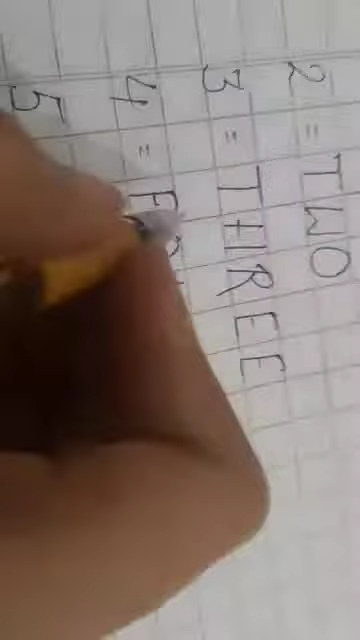 2 = TWO
3 = THREE
4 =
5